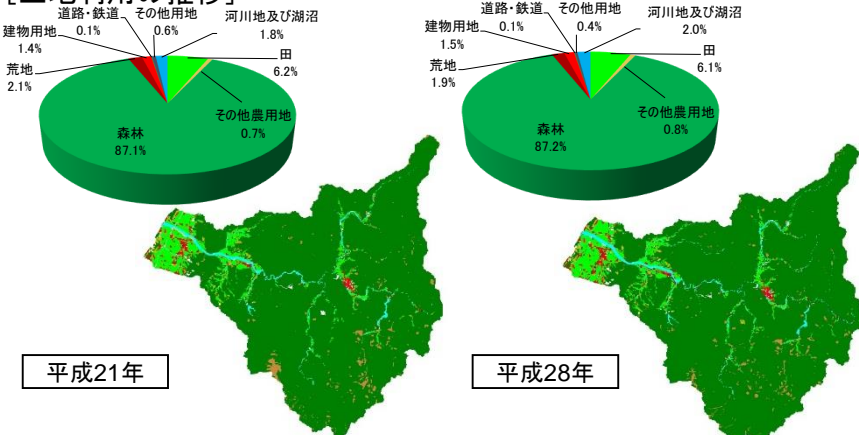 [土地利用の推移]
道路・鉄道
0.1%
その他用地
0.6%
河川地及び湖沼
1.8%
建物用地
1.4%
田
6.2%
荒地
2.1%
その他農用地
0.7%
森林
87.1%
平成21年
道路・鉄道
0.1%
その他用地
0.4%
河川地及び湖沼
2.0%
建物用地
1.5%
田
6.1%
荒地
1.9%
その他農用地
0.8%
森林
87.2%
平成28年